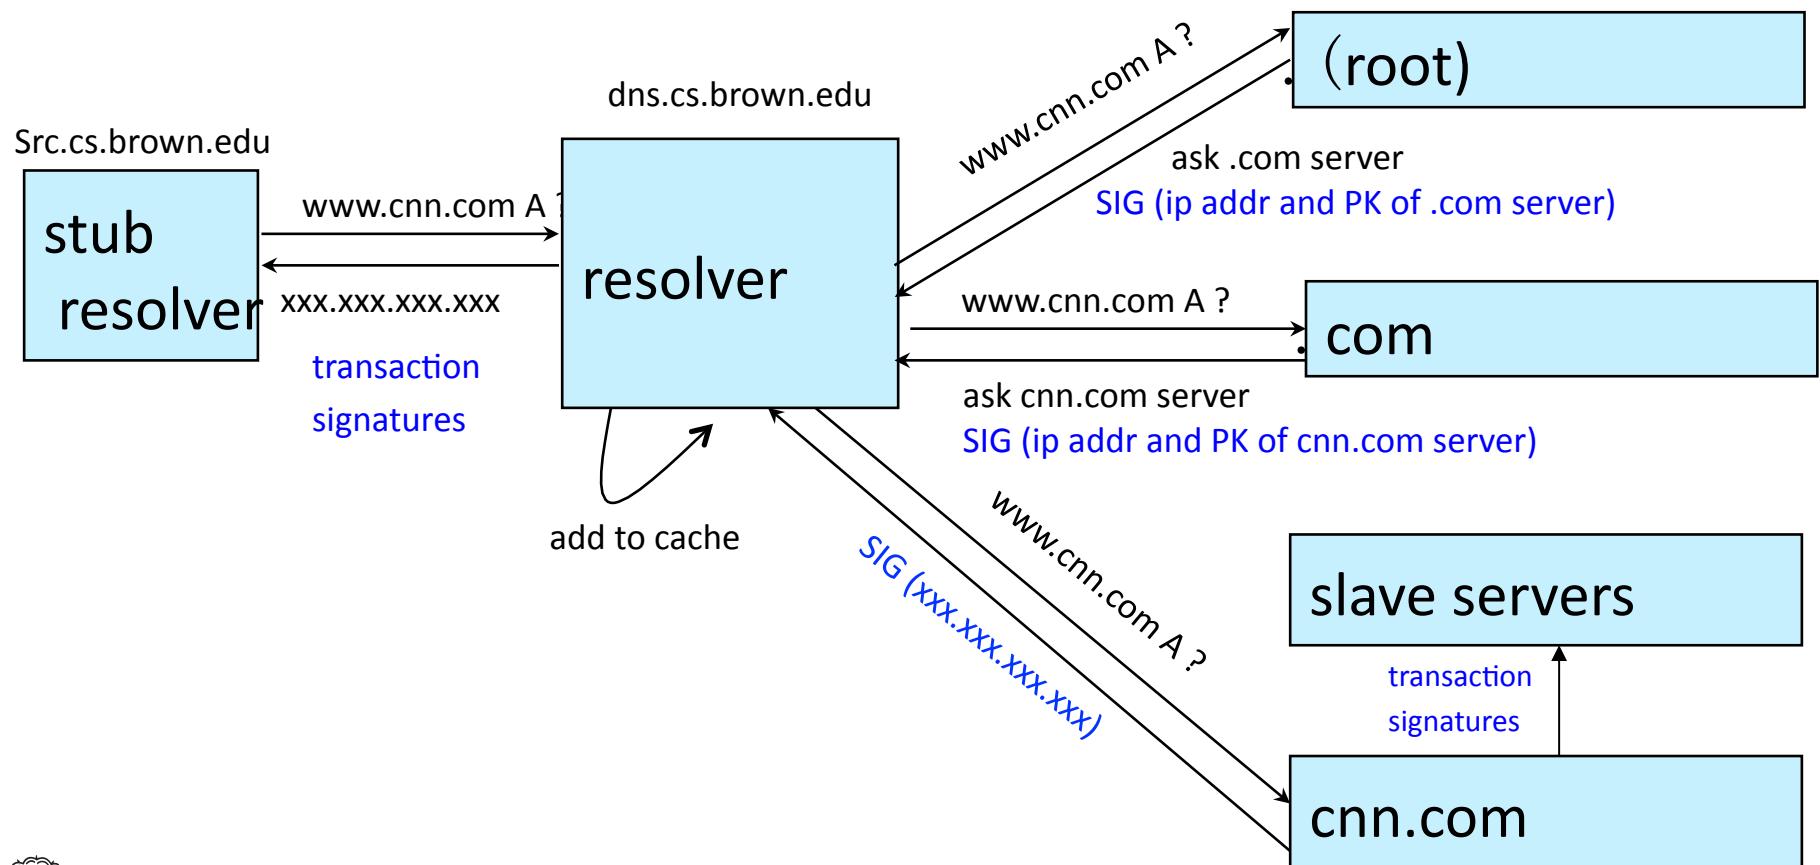 Src.cs.brown.edu
stub
resolver
www.cnn.com A ?
xxx.xxx.xxx.xxx
transaction
signatures
dns.cs.brown.edu
resolver
add to cache
www.cnn.com A ?
. (root)
ask .com server
SIG (ip addr and PK of .com server)
www.cnn.com A ?
. com
ask cnn.com server
SIG (ip addr and PK of cnn.com server)
www.cnn.com A ?
SIG (xxx.xxx.xxx.xxx)
slave servers
transaction
signatures
cnn.com